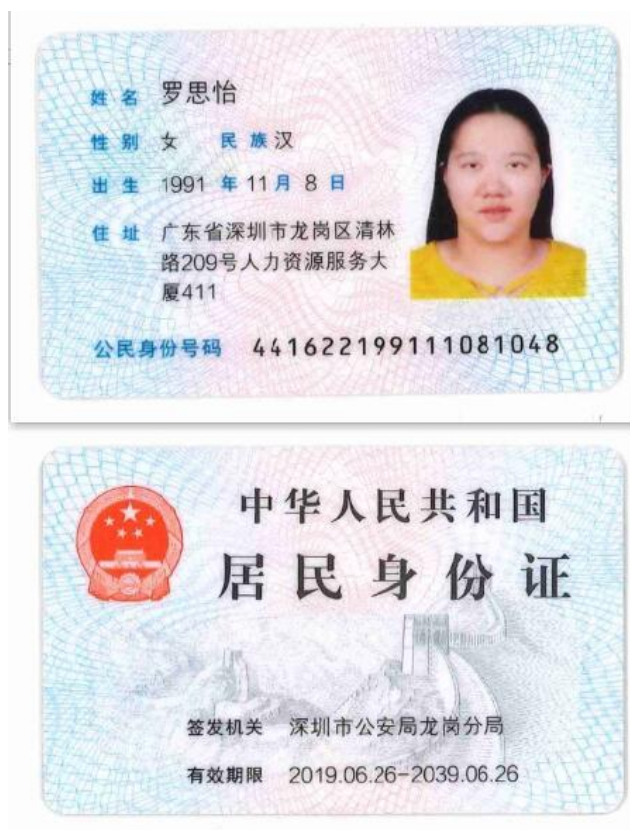 姓名 罗思怡
性别 女 民族 汉
出生 1991 年 11 月 8 日
住址 广东省深圳市龙岗区清林
路209号人力资源服务大
厦411
公民身份号码 441622199111081048
中华人民共和国
居民身份证
签发机关 深圳市公安局龙岗分局
有效期限 2019.06.26-2039.06.26